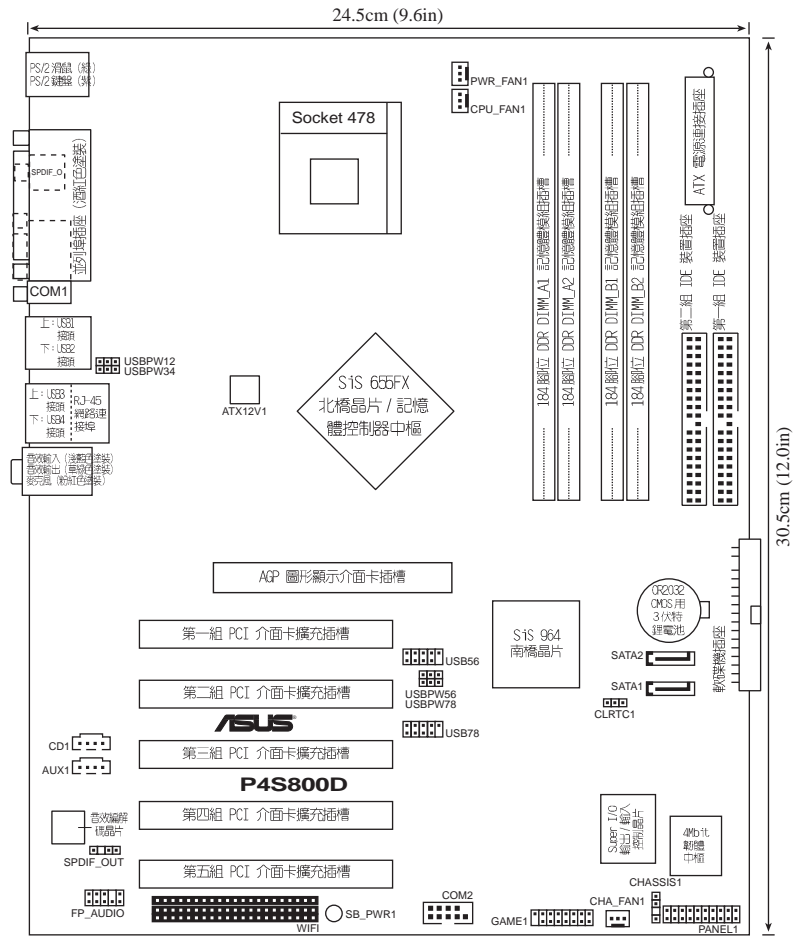 24.5cm (9.6in)
PS/2 滑鼠 (綠)
PS/2 鍵盤 (紫)
PWR_FAN1
CPU_FAN1
Socket 478
SPDIF_O
並列埠插座 (酒紅色塗裝)
COM1
ATX 電源連接插座
184 腳位 DDR DIMM_A1 記憶體模組插槽
184 腳位 DDR DIMM_A2 記憶體模組插槽
184 腳位 DDR DIMM_B1 記憶體模組插槽
184 腳位 DDR DIMM_B2 記憶體模組插槽
第二組 IDE 裝置插座
第一組 IDE 裝置插座
30.5cm (12.0in)
上：USB1
接頭
下：USB2
接頭
USBPW12
USBPW34
上：USB3
接頭
下：USB4
接頭
RJ-45
網路連
接埠
ATX12V1
SiS 655FX
北橋晶片 / 記憶
體控制器中樞
音效輸入 (淺藍色塗裝)
音效輸出 (草綠色塗裝)
麥克風 (粉紅色塗裝)
AGP 圖形顯示介面卡插槽
第一組 PCI 介面卡擴充插槽
USB56
SiS 964
南橋晶片
CR2032
CMOS 用
3 伏特
鋰電池
軟碟機插座
SATA2
第二組 PCI 介面卡擴充插槽
USBPW56
USBPW78
SATA1
CLRTC1
ASUS
USB78
CD1
第三組 PCI 介面卡擴充插槽
AUX1
P4S800D
音效編解
碼晶片
第四組 PCI 介面卡擴充插槽
Super I/O
輸出/輸入
控制晶片
4Mbit
韌體
中樞
SPDIF_OUT
第五組 PCI 介面卡擴充插槽
CHASSIS1
FP_AUDIO
WIFI
SB_PWR1
COM2
GAME1
CHA_FAN1
PANEL1